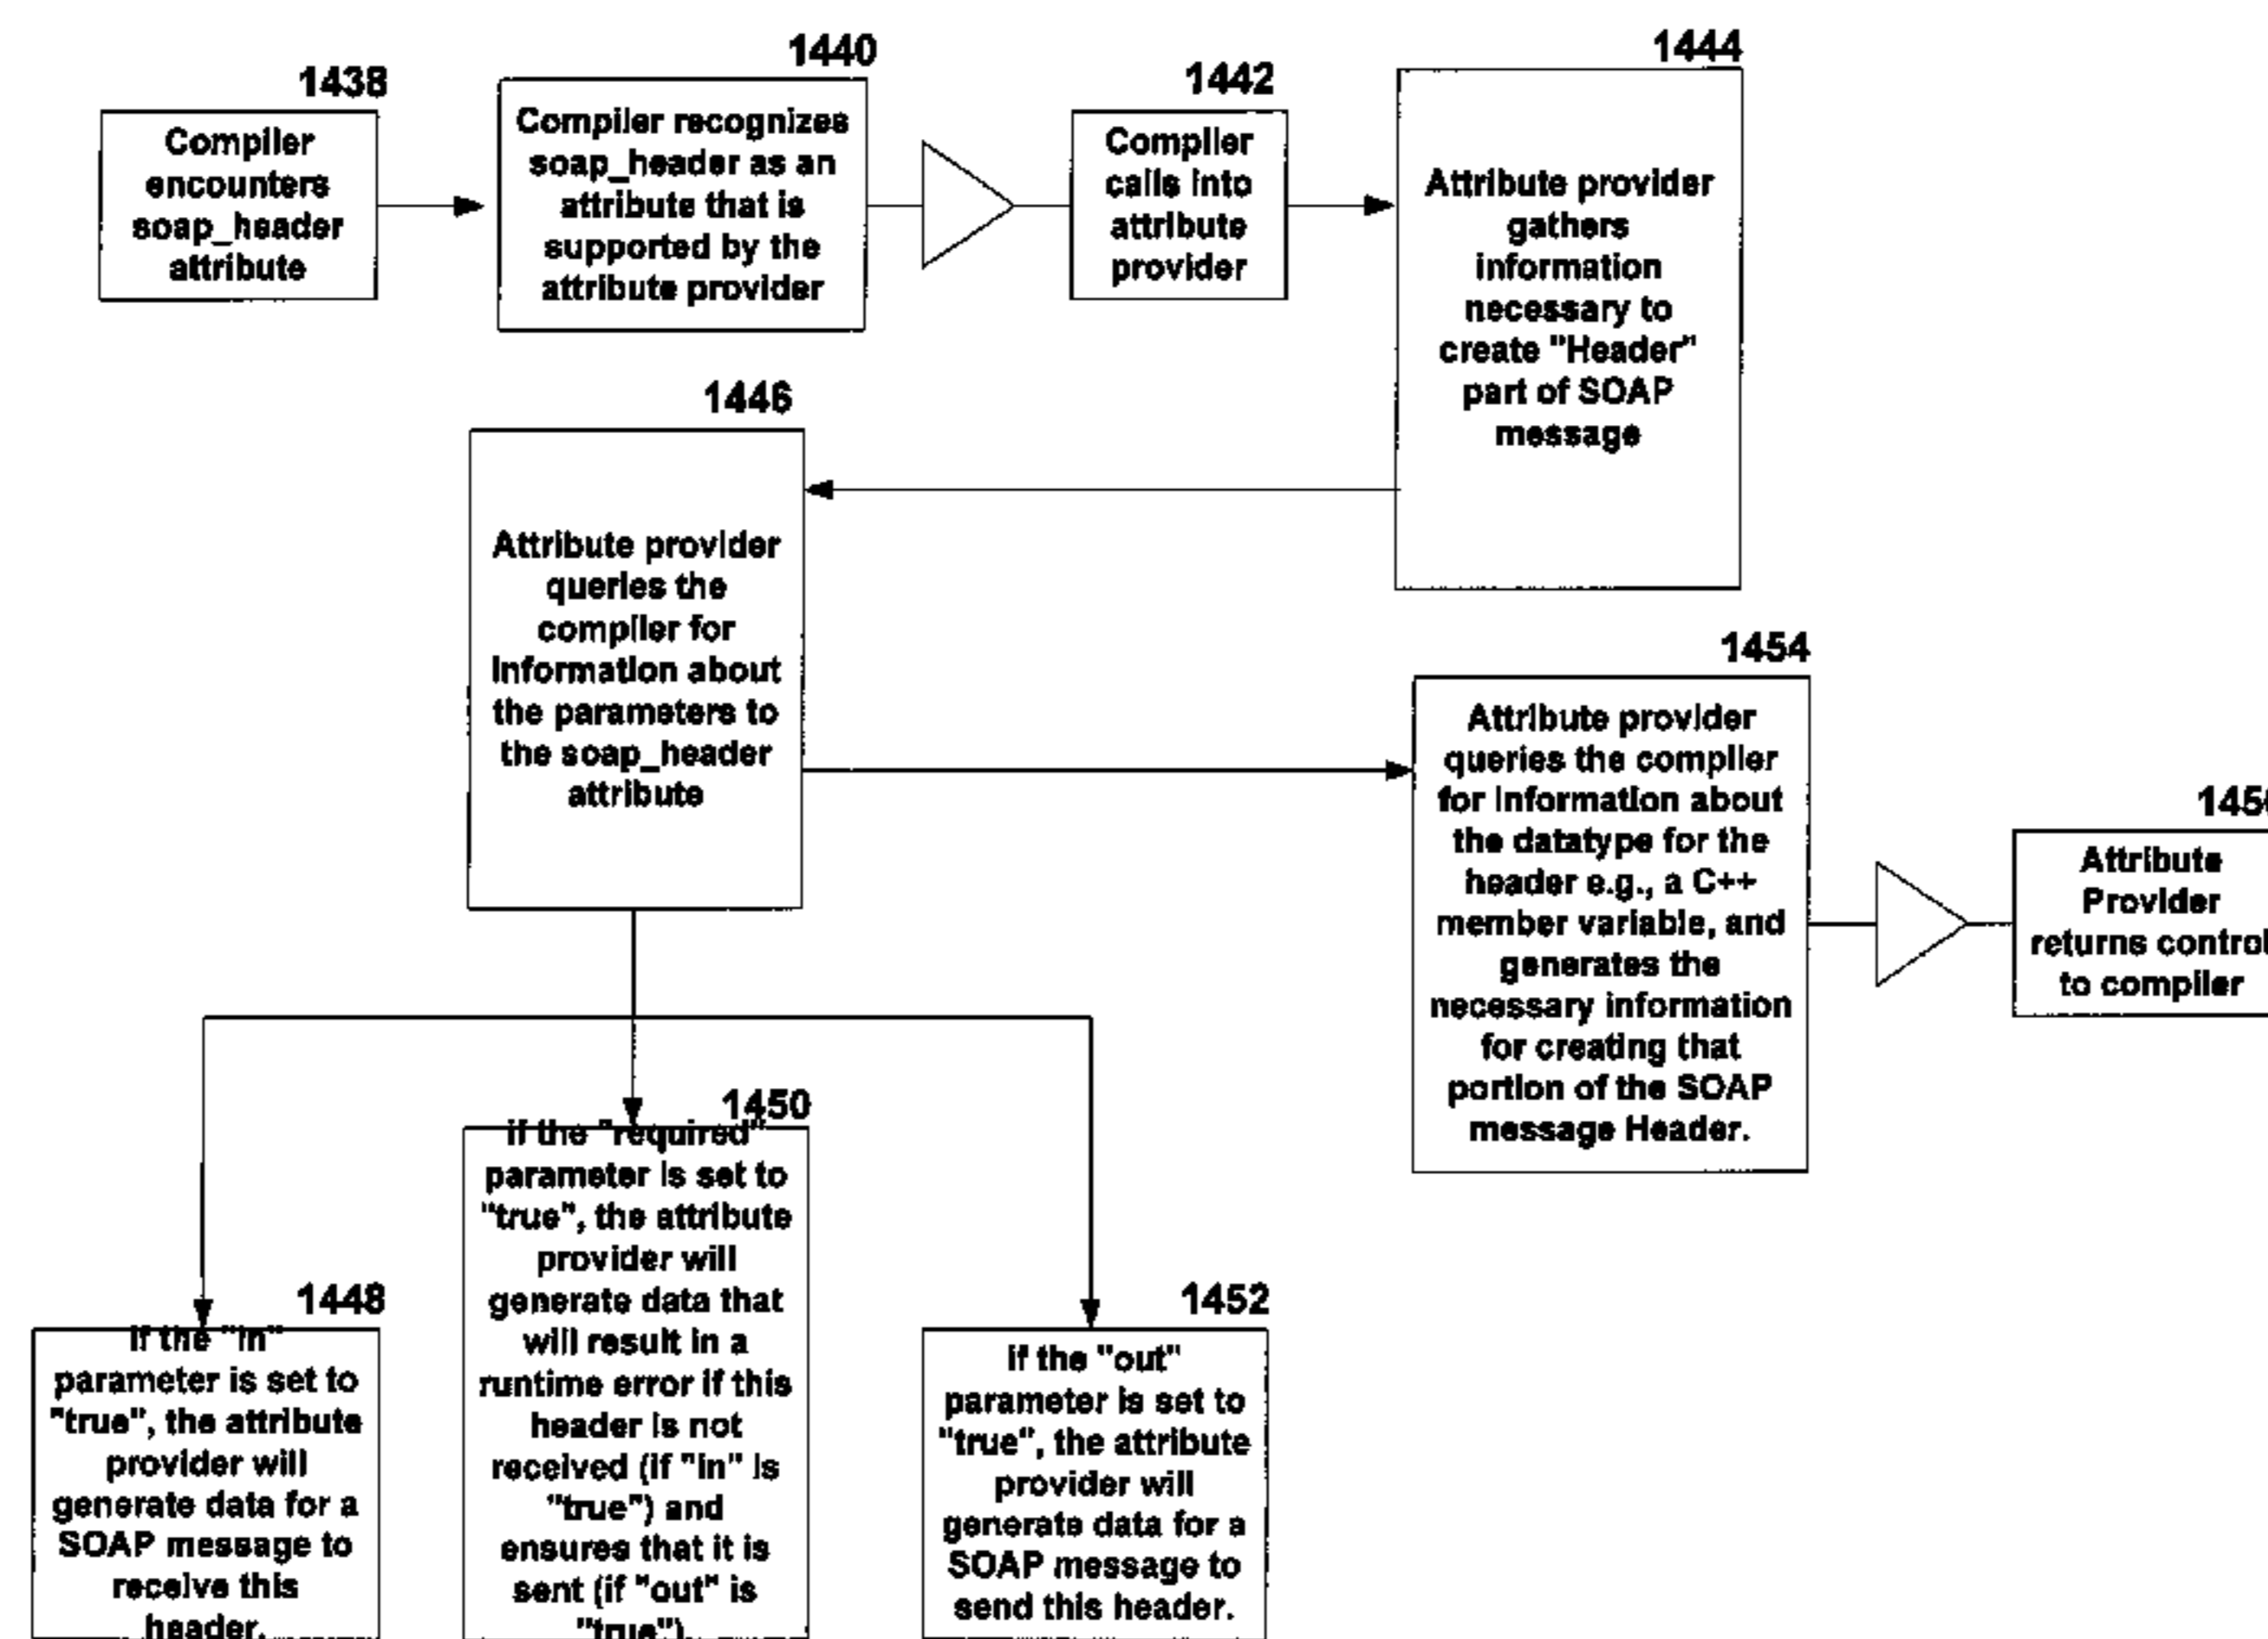 1438
Compiler
encounters
soap_header
attribute
1440
Compiler recognizes
soap_header as an
attribute that is
supported by the
attribute provider
1442
Compiler
calls into
attribute
provider
1444
Attribute provider
gathers
information
necessary to
create "Header"
part of SOAP
message
1446
Attribute provider
queries the
compiler for
information about
the parameters to
the soap_header
attribute
1454
Attribute provider
queries the compiler
for information about
the datatype for the
header e.g., a C++
member variable, and
generates the
necessary information
for creating that
portion of the SOAP
message Header.
Attribute
Provider
returns control
to compiler
1448
if the "in"
parameter is set to
"true", the attribute
provider will
generate data for a
SOAP message to
receive this
header.
1450
if the "required"
parameter is set to
"true", the attribute
provider will
generate data that
will result in a
runtime error if this
header is not
received (if "in" is
"true") and
ensures that it is
sent (if "out" is
"true").
1452
if the "out"
parameter is set to
"true", the attribute
provider will
generate data for a
SOAP message to
send this header.